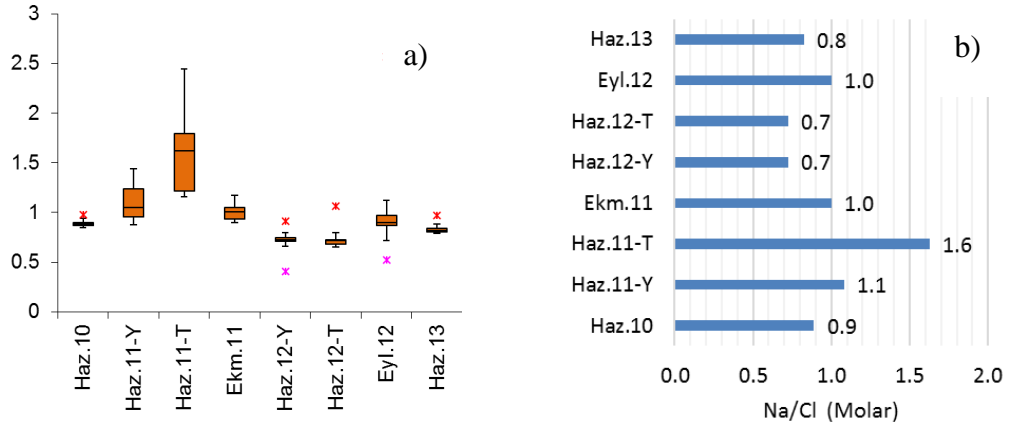 3
2.5
2
1.5
1
0.5
0
a)
Haz.10
Haz.11-Y
Haz.11-T
Ekm.11
Haz.12-Y
Haz.12-T
Eyl.12
Haz.13
b)
Haz.13 0.8
Eyl.12 1.0
Haz.12-T 0.7
Haz.12-Y 0.7
Ekm.11 1.0
Haz.11-T 1.6
Haz.11-Y 1.1
Haz.10 0.9
0.0 0.5 1.0 1.5 2.0
Na/Cl (Molar)